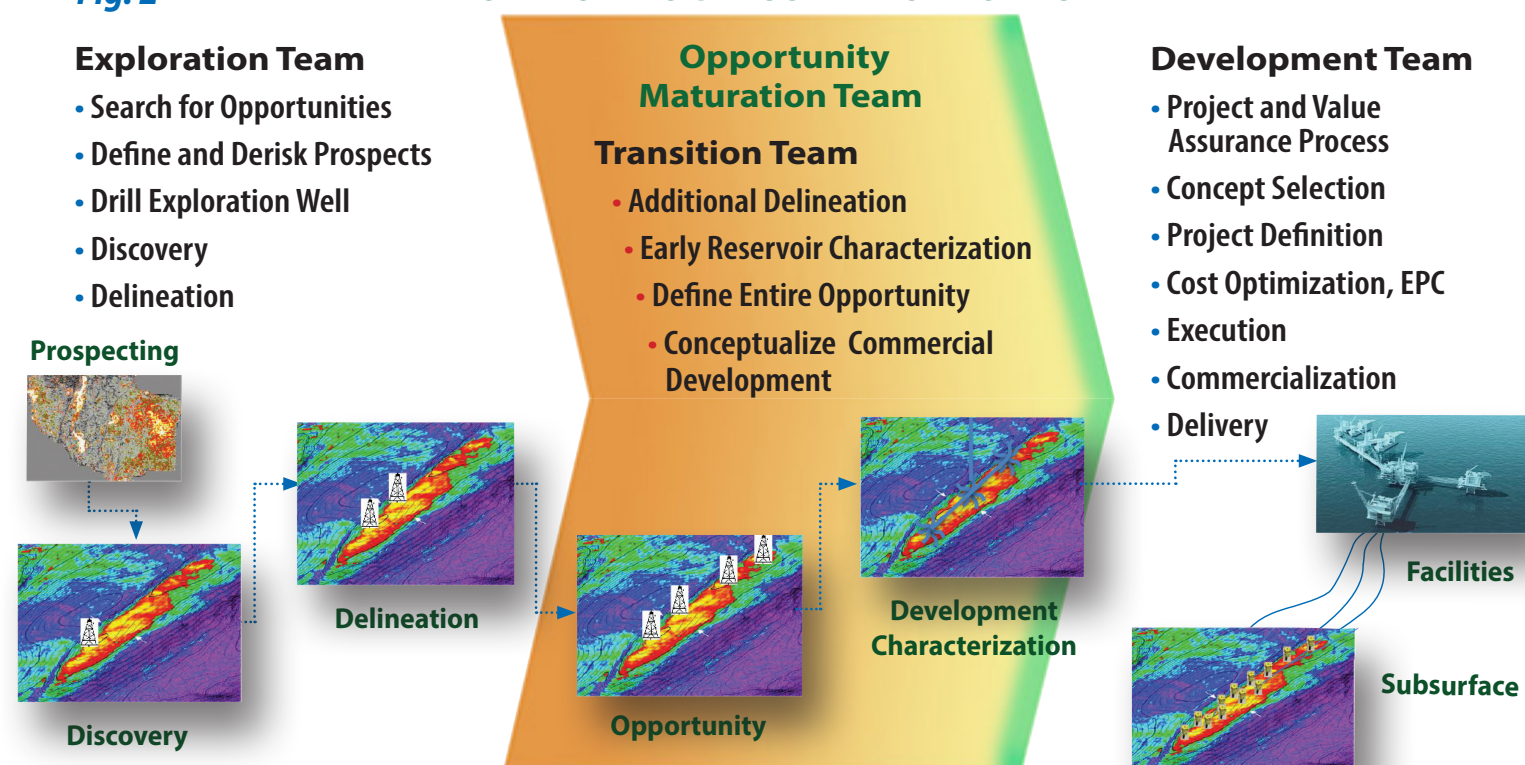 Fig. 2
Exploration Team
• Search for Opportunities
• Define and Derisk Prospects
• Drill Exploration Well
• Discovery
• Delineation
Prospecting
Discovery
Delineation
Opportunity
Maturation Team
Transition Team
• Additional Delineation
• Early Reservoir Characterization
• Define Entire Opportunity
• Conceptualize Commercial
Development
Opportunity
Development
Characterization
Development Team
• Project and Value
Assurance Process
• Concept Selection
• Project Definition
• Cost Optimization, EPC
• Execution
• Commercialization
• Delivery
Facilities
Subsurface